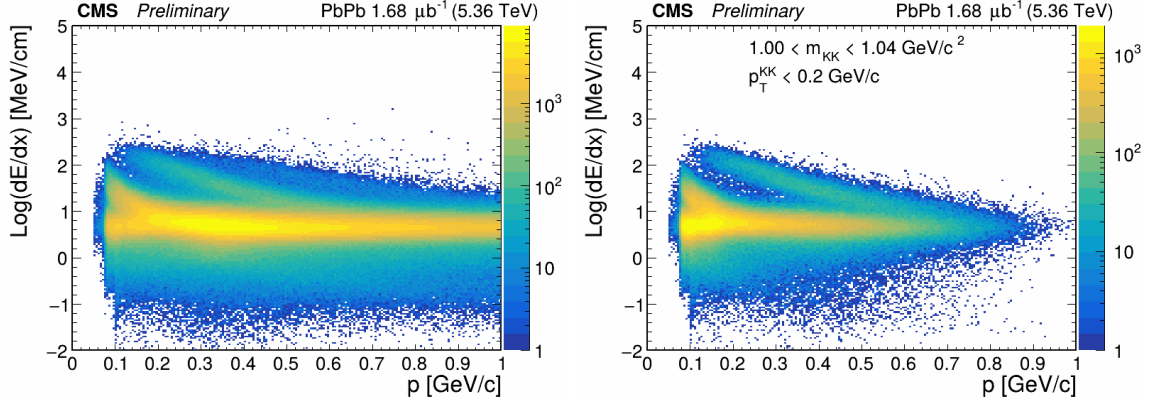 CMS Preliminary PbPb 1.68 μb⁻¹ (5.36 TeV)
Log(dE/dx) [MeV/cm]
5
4
3
2
1
0
−1
−2
0 0.1 0.2 0.3 0.4 0.5 0.6 0.7 0.8 0.9 1
p [GeV/c]
10³
10²
10
1
CMS Preliminary PbPb 1.68 μb⁻¹ (5.36 TeV)
1.00 < m_KK < 1.04 GeV/c²
p_T^KK < 0.2 GeV/c
Log(dE/dx) [MeV/cm]
5
4
3
2
1
0
−1
−2
0 0.1 0.2 0.3 0.4 0.5 0.6 0.7 0.8 0.9 1
p [GeV/c]
10³
10²
10
1